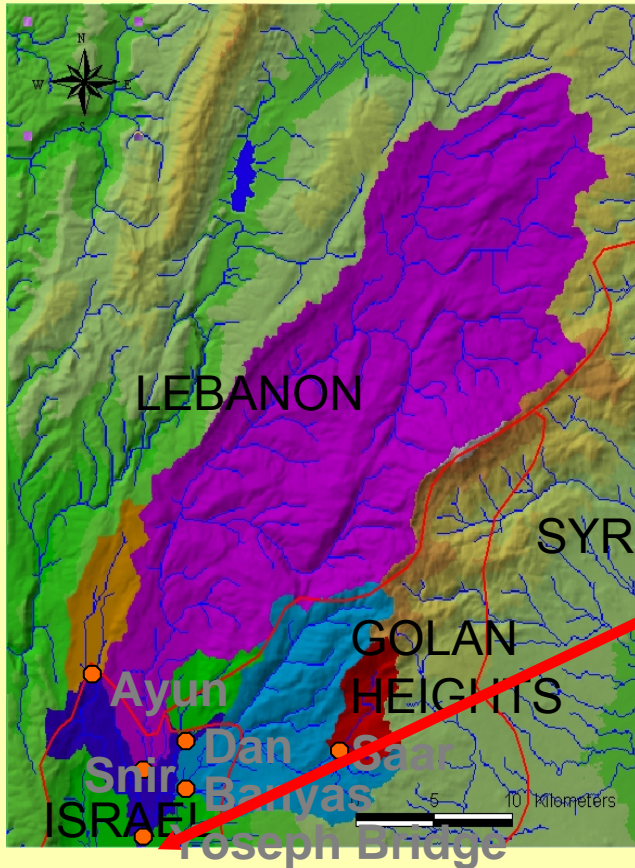 N
W E
S
LEBANON
SYR
GOLAN
HEIGHTS
Ayun
Dan
Saar
Snir
Banyas
5 10 Kilometers
ISRAEL
Yoseph Bridge